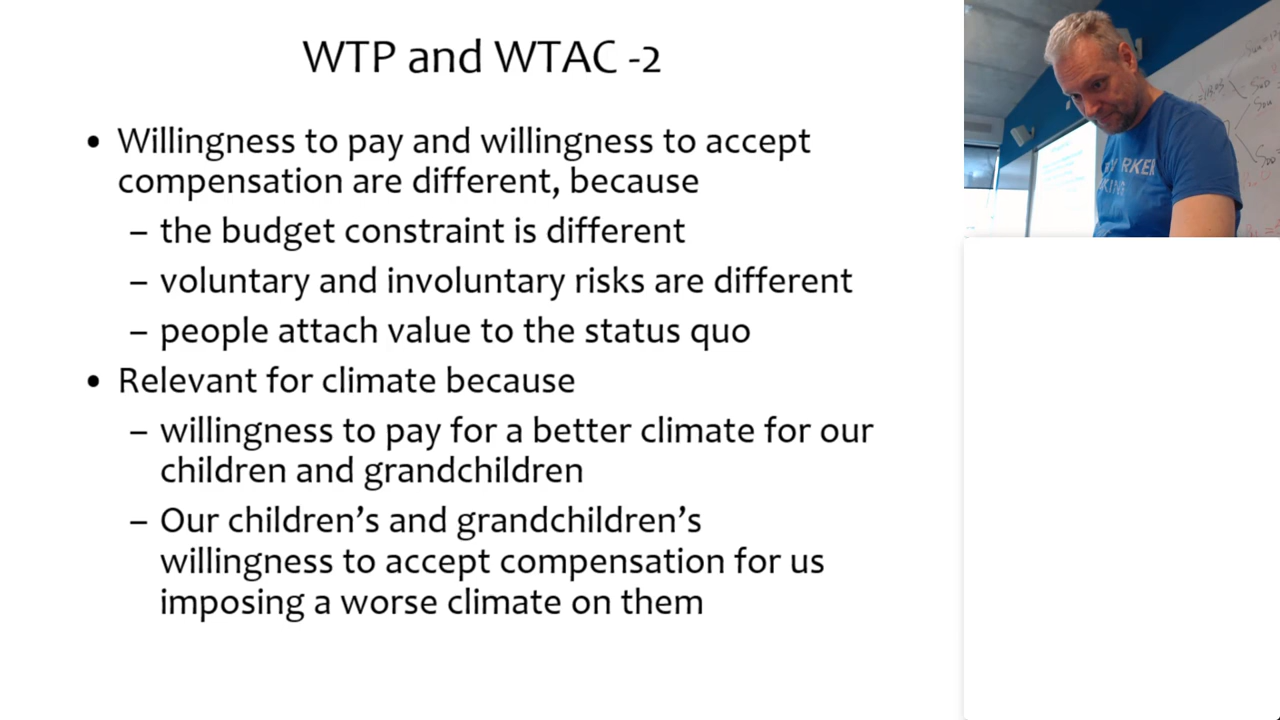 WTP and WTAC -2
• Willingness to pay and willingness to accept
compensation are different, because
– the budget constraint is different
– voluntary and involuntary risks are different
– people attach value to the status quo
• Relevant for climate because
– willingness to pay for a better climate for our
children and grandchildren
– Our children’s and grandchildren’s
willingness to accept compensation for us
imposing a worse climate on them